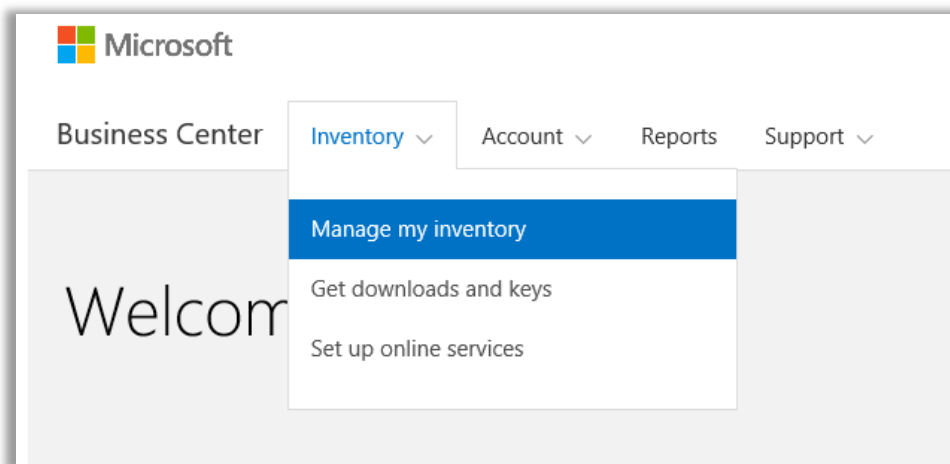 Microsoft
Business Center Inventory Account Reports Support
Manage my inventory
Get downloads and keys
Set up online services
Welcom